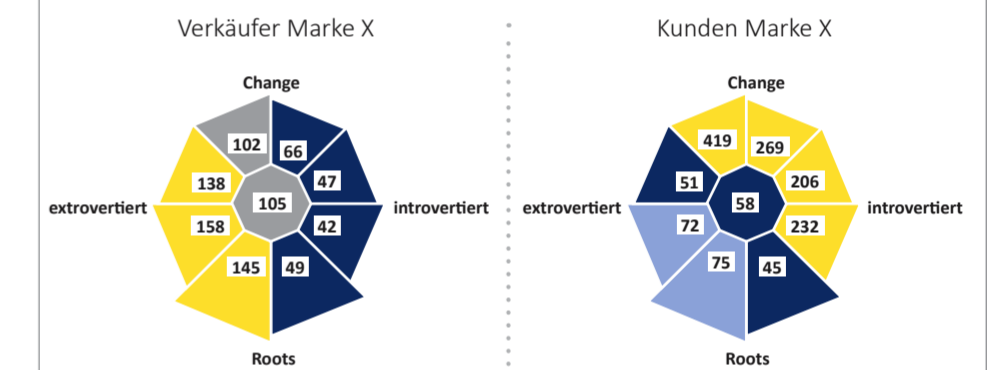 Verkäufer Marke X
Change
102
66
138
47
105
extrovertiert
introvertiert
158
42
145
49
Roots
Kunden Marke X
Change
419
269
51
206
58
extrovertiert
introvertiert
72
232
75
45
Roots